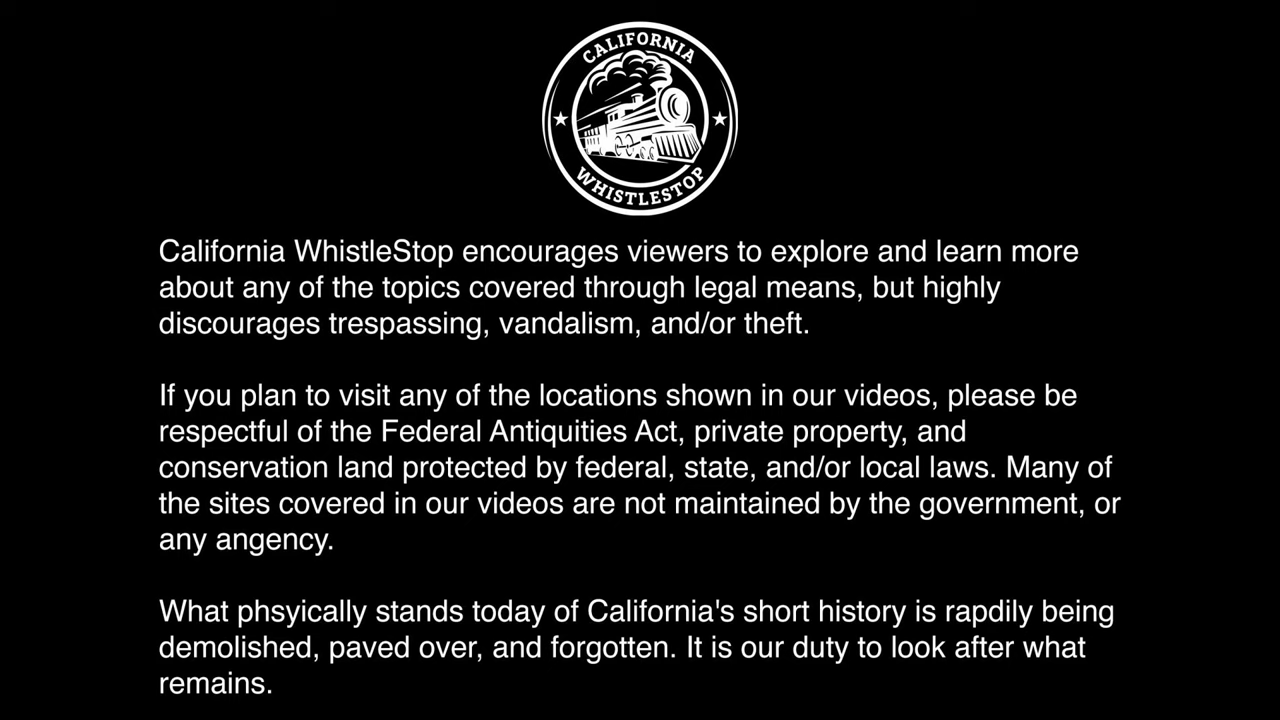 CALIFORNIA
WHISTLESTOP
California WhistleStop encourages viewers to explore and learn more
about any of the topics covered through legal means, but highly
discourages trespassing, vandalism, and/or theft.
If you plan to visit any of the locations shown in our videos, please be
respectful of the Federal Antiquities Act, private property, and
conservation land protected by federal, state, and/or local laws. Many of
the sites covered in our videos are not maintained by the government, or
any angency.
What phsyically stands today of California's short history is rapdily being
demolished, paved over, and forgotten. It is our duty to look after what
remains.